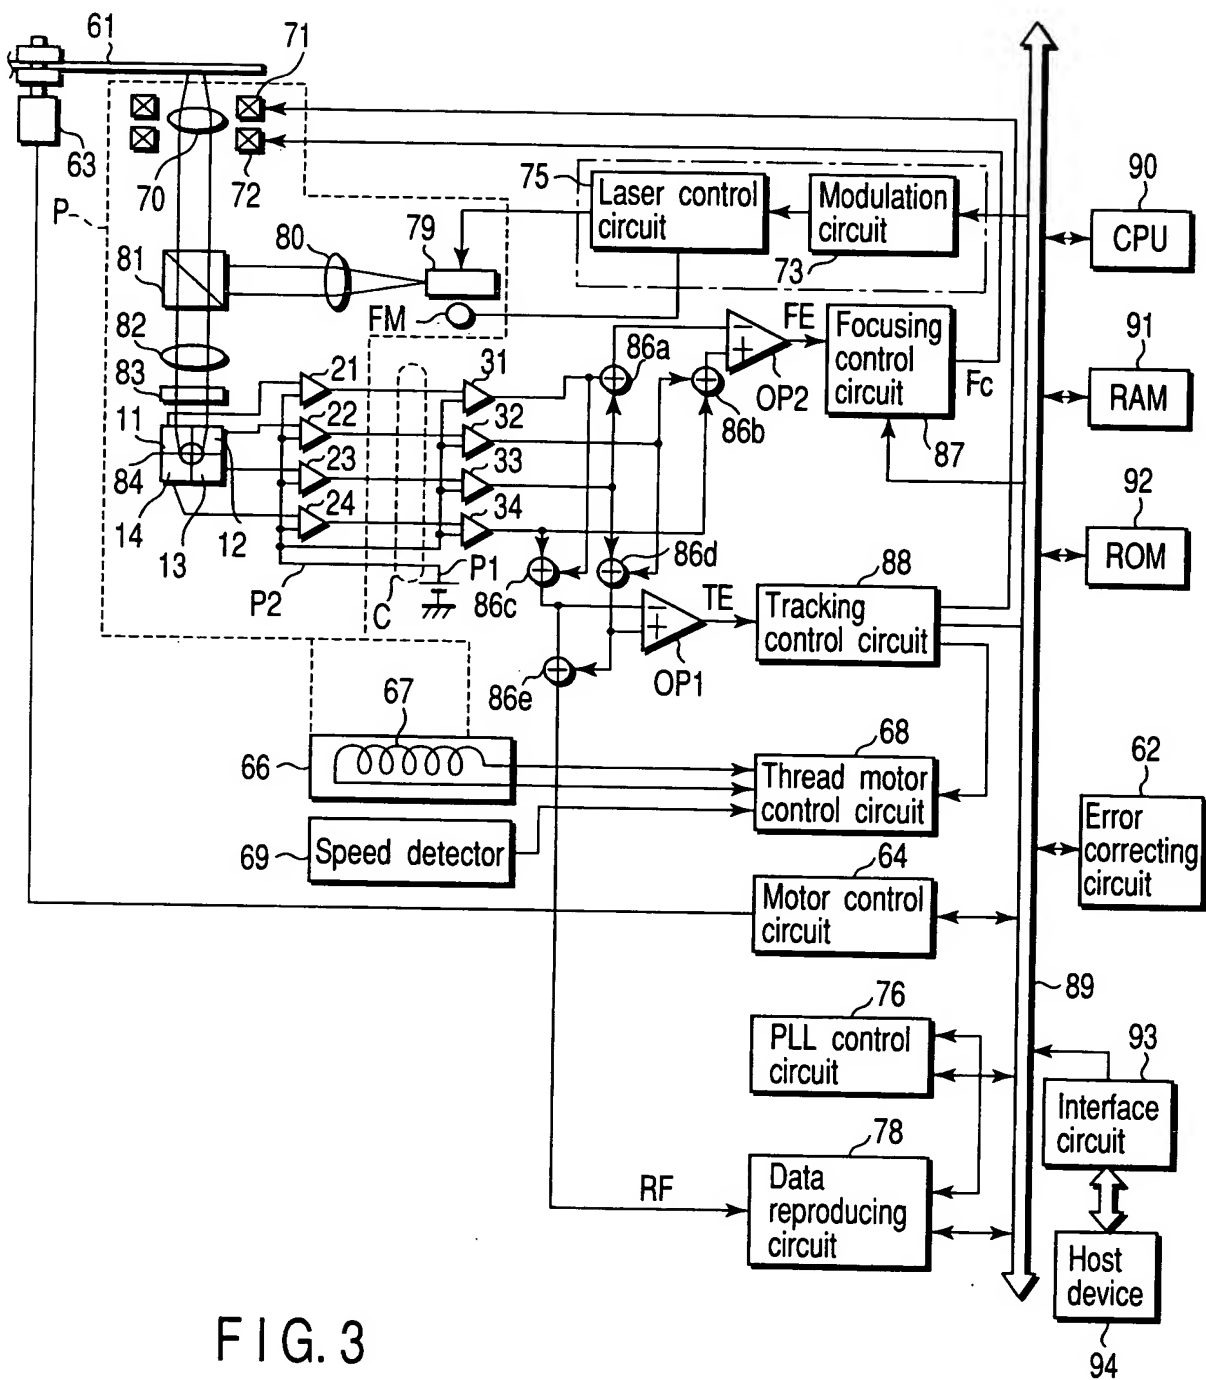 61
71
63
70
72
P
75
Laser control
circuit
Modulation
circuit
73
90
CPU
79
80
81
FM
FE
Focusing
control
circuit
87
Fc
OP2
91
RAM
82
83
21
31
86a
86b
22
32
11
23
33
84
24
34
14
13
12
92
ROM
P2
C
P1
86c
86d
88
TE
Tracking
control circuit
OP1
86e
67
66
68
Thread motor
control circuit
62
Error
correcting
circuit
69
Speed detector
64
Motor control
circuit
89
76
PLL control
circuit
93
Interface
circuit
78
RF
Data
reproducing
circuit
Host
device
94
FIG. 3